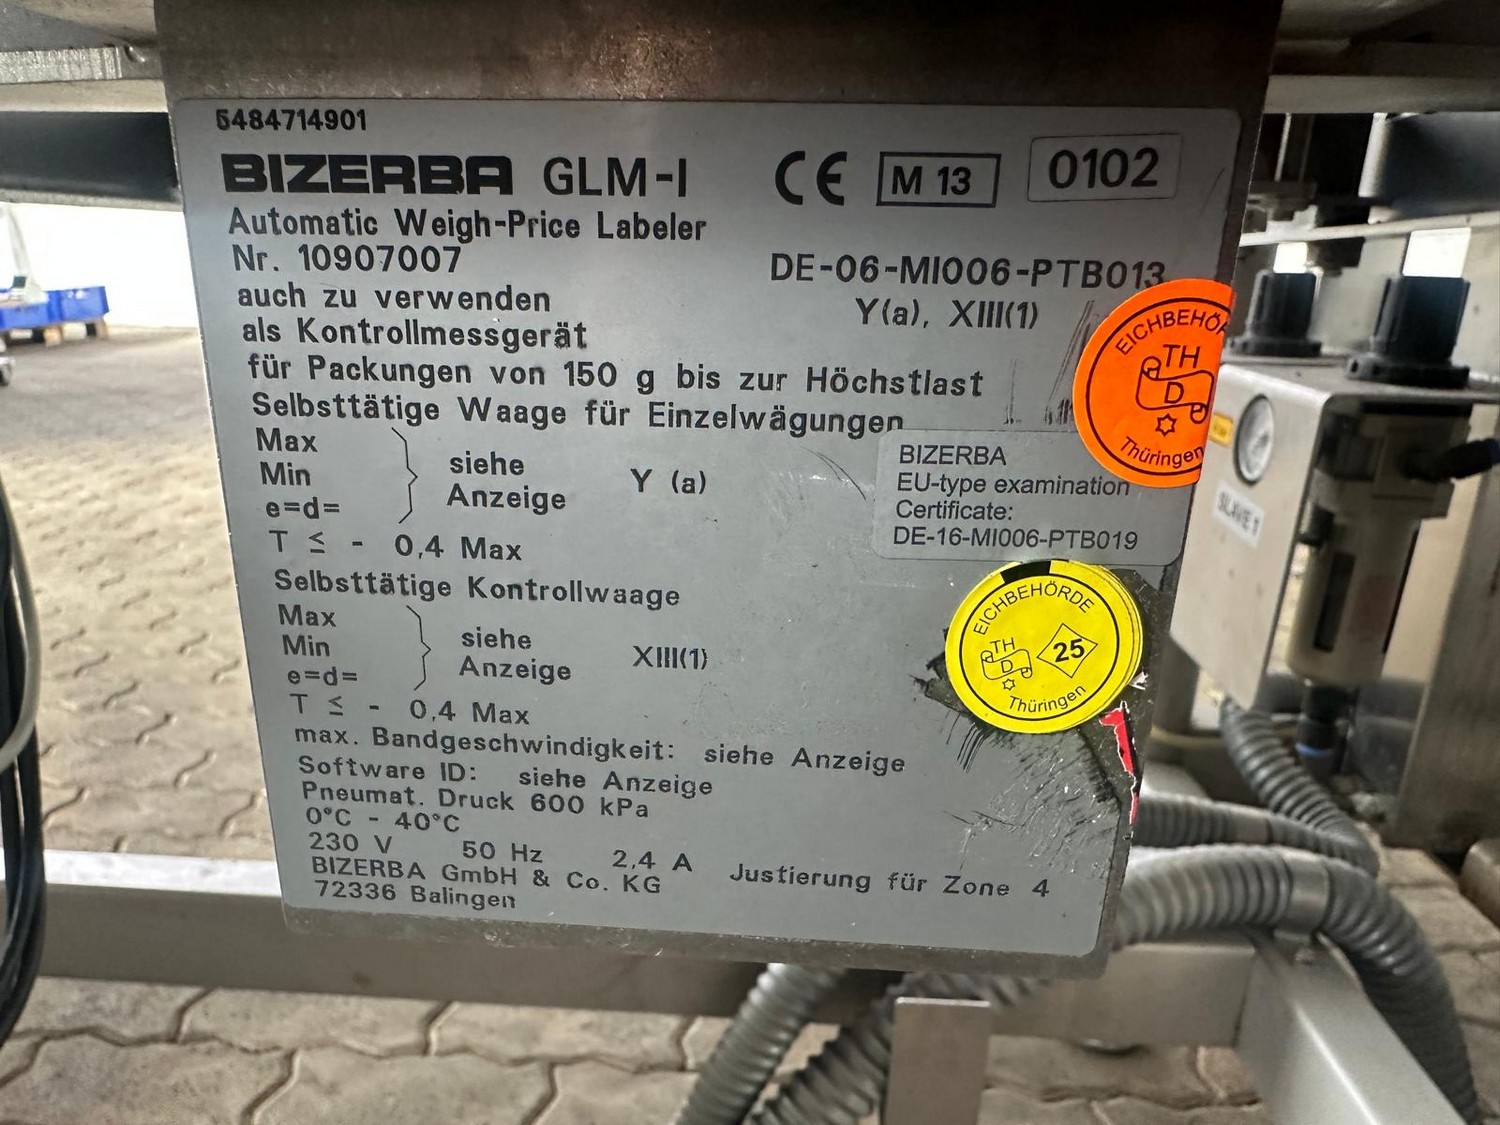 5484714901
BIZERBA GLM-I
CE M 13 0102
Automatic Weigh-Price Labeler
Nr. 10907007
DE-06-MI006-PTB013
auch zu verwenden
Y(a), XIII(1)
als Kontrollmessgerät
für Packungen von 150 g bis zur Höchstlast
Selbsttätige Waage für Einzelwägungen
Max
Min
e=d=
siehe
Anzeige
Y (a)
T ≤ - 0,4 Max
EICHBEHÖR
TH
D
Thüringen
BIZERBA
EU-type examination
Certificate:
DE-16-MI006-PTB019
Selbsttätige Kontrollwaage
Max
Min
e=d=
siehe
Anzeige
XIII(1)
T ≤ - 0,4 Max
EICHBEHÖRDE
TH
D
25
Thüringen
max. Bandgeschwindigkeit: siehe Anzeige
Software ID: siehe Anzeige
Pneumat. Druck 600 kPa
0°C - 40°C
230 V 50 Hz 2,4 A
BIZERBA GmbH & Co. KG
Justierung für Zone 4
72336 Balingen
SLAVE 1